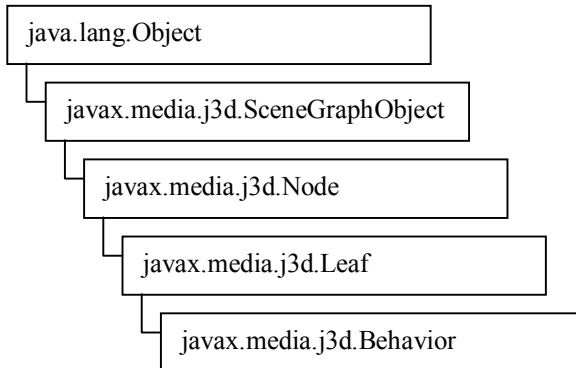 java.lang.Object
javax.media.j3d.SceneGraphObject
javax.media.j3d.Node
javax.media.j3d.Leaf
javax.media.j3d.Behavior